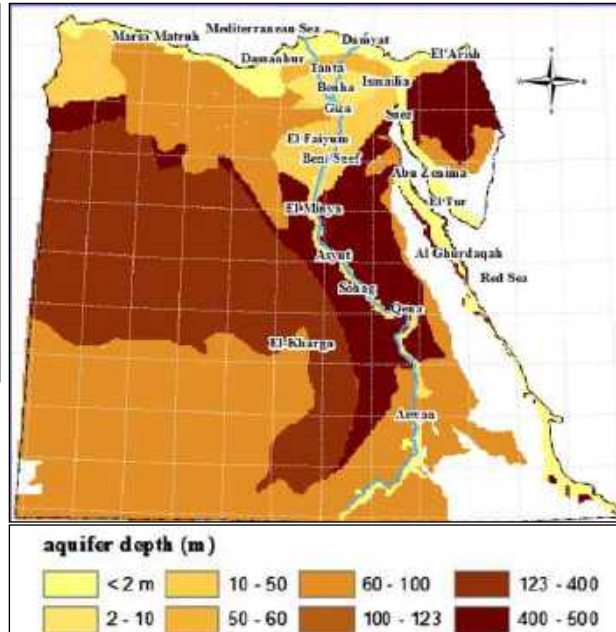 Mediterranean Sea
Marsa Matruh
Damanhur
Dumyat
El'Arish
Tanta
Ismailia
Benha
Giza
Suez
El-Faiyum
Beni Suef
Abu Zenima
El-Minya
El'Tur
Asyut
Al Ghurdaqah
Red Sea
Sohag
Qena
El-Kharga
Aswan
N
W
E
S
aquifer depth (m)
< 2 m 10 - 50 60 - 100 123 - 400
2 - 10 50 - 60 100 - 123 400 - 500